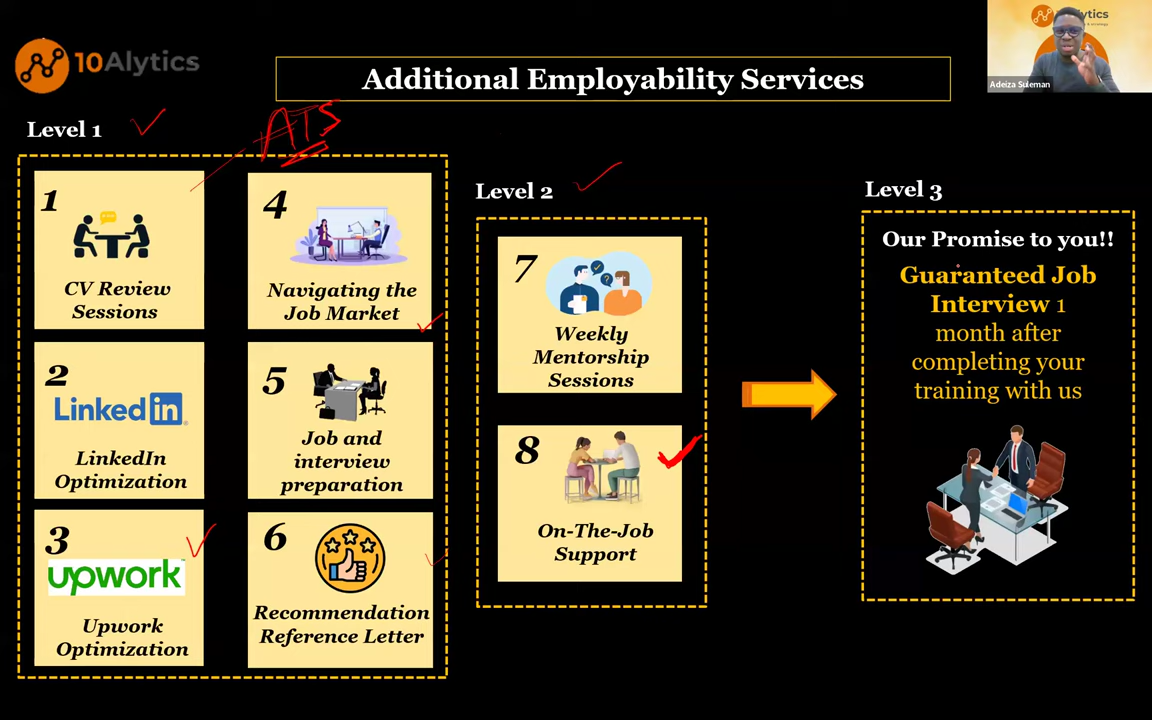 10Alytics
Additional Employability Services
10Alytics
Adeiza Suleman
Level 1
ATS
1
CV Review
Sessions
2
LinkedIn
LinkedIn
Optimization
3
upwork
Upwork
Optimization
4
Navigating the
Job Market
5
Job and
interview
preparation
6
Recommendation
Reference Letter
Level 2
7
Weekly
Mentorship
Sessions
8
On-The-Job
Support
Level 3
Our Promise to you!!
Guaranteed Job
Interview 1
month after
completing your
training with us